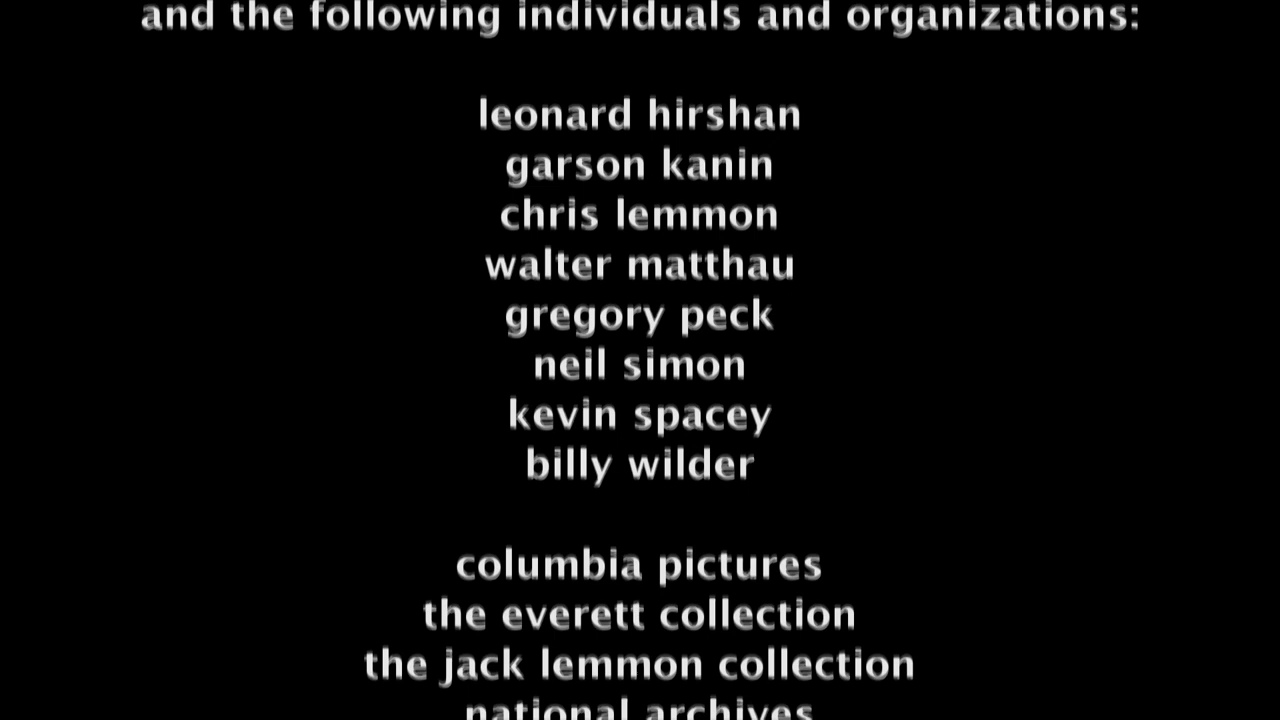 and the following individuals and organizations:
leonard hirshan
garson kanin
chris lemmon
walter matthau
gregory peck
neil simon
kevin spacey
billy wilder
columbia pictures
the everett collection
the jack lemmon collection
national archives